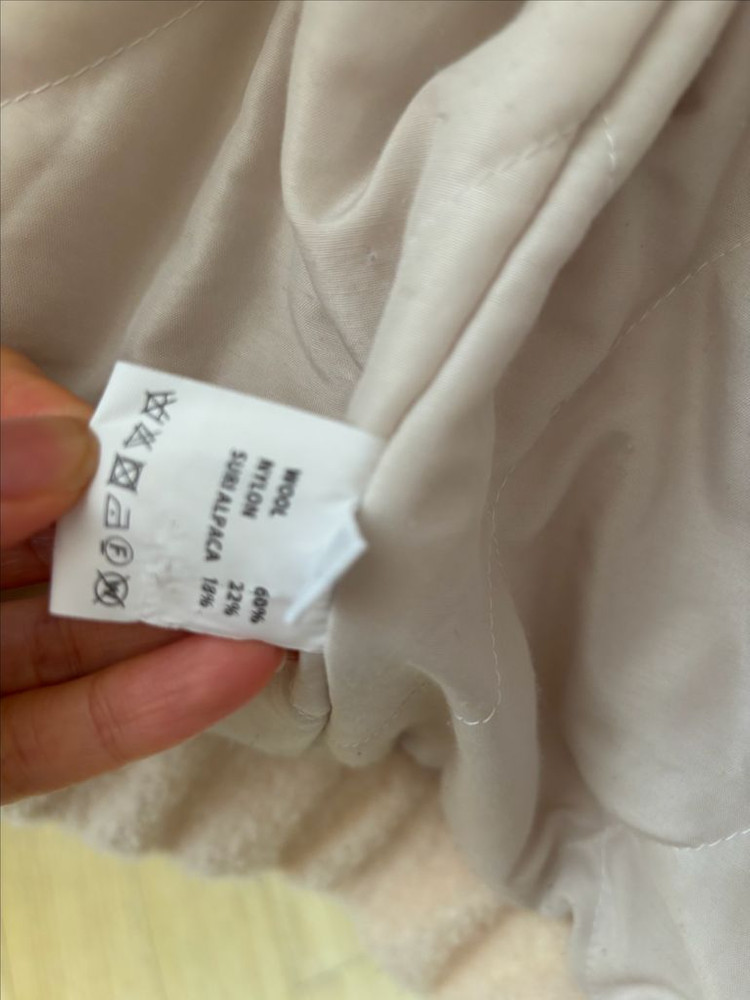 WOOL 60%
NYLON 22%
SURI ALPACA 18%
F
W